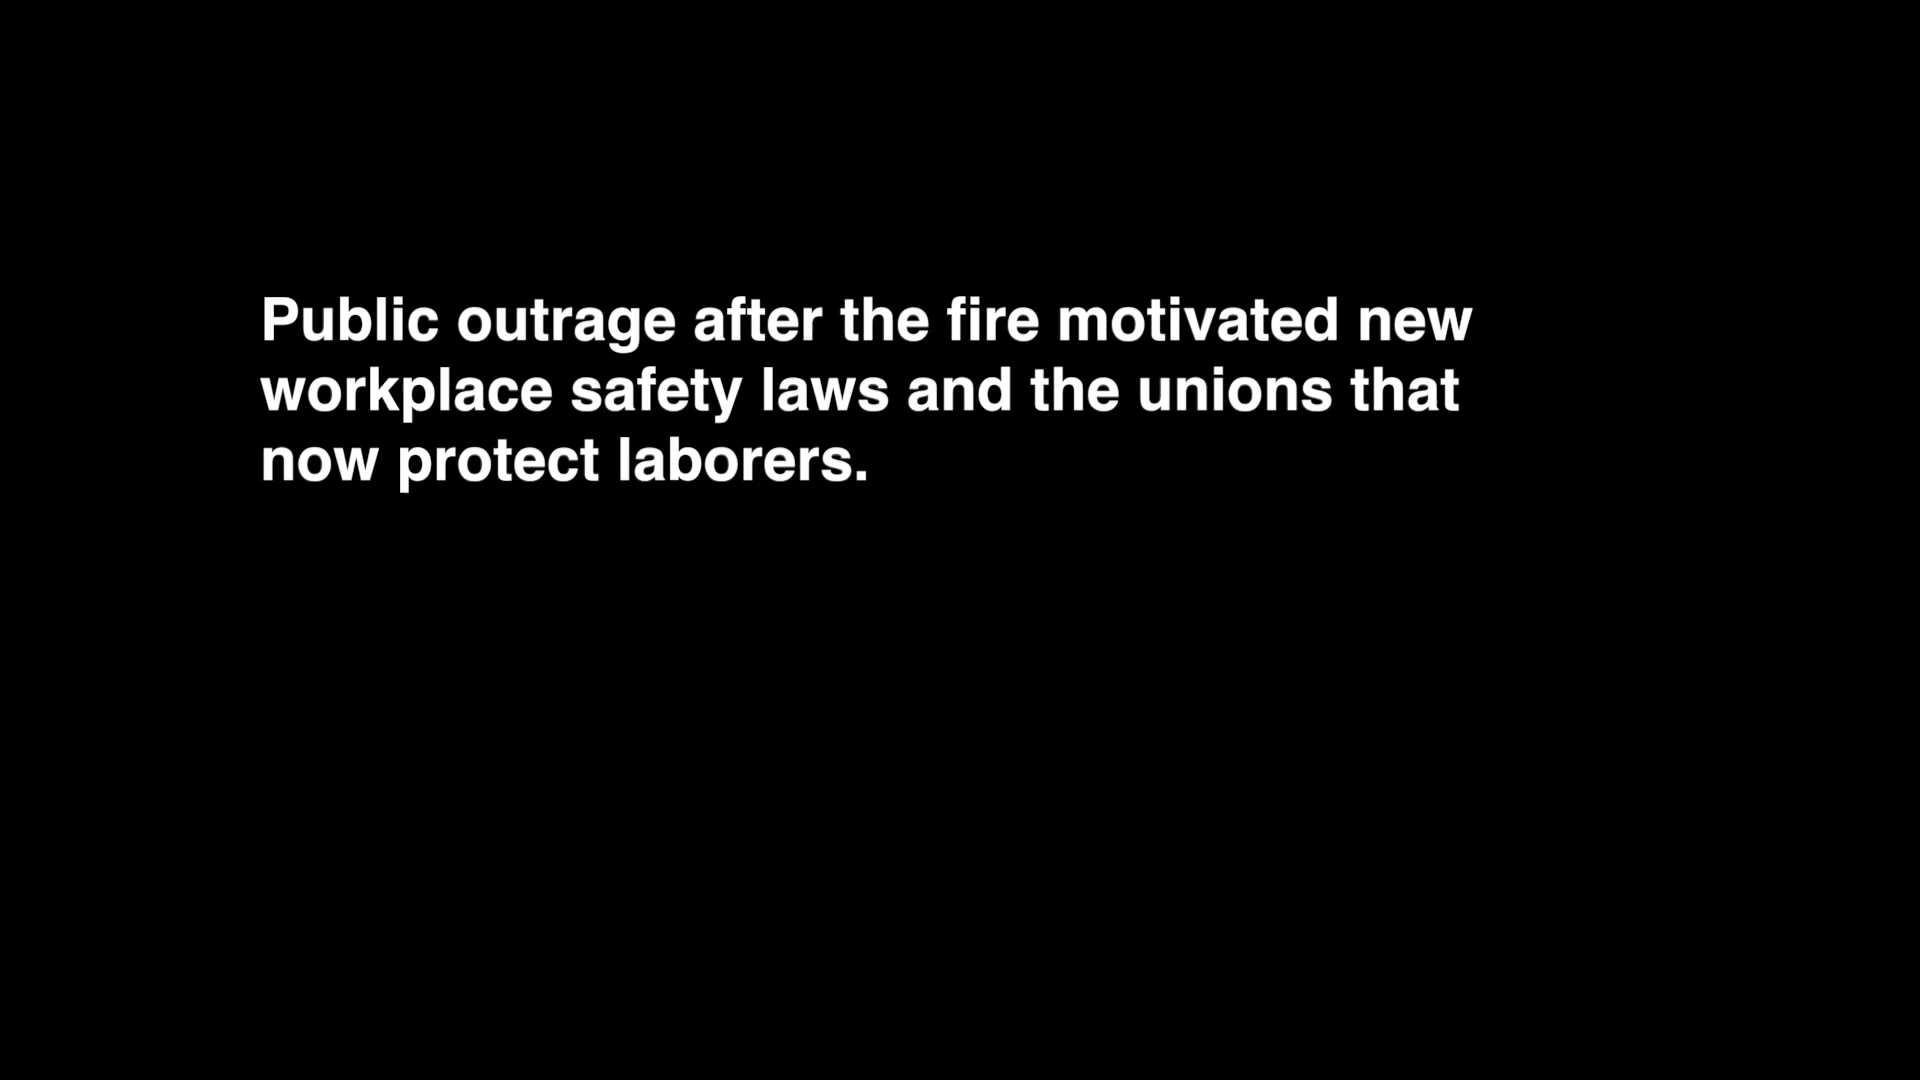 Public outrage after the fire motivated new
workplace safety laws and the unions that
now protect laborers.